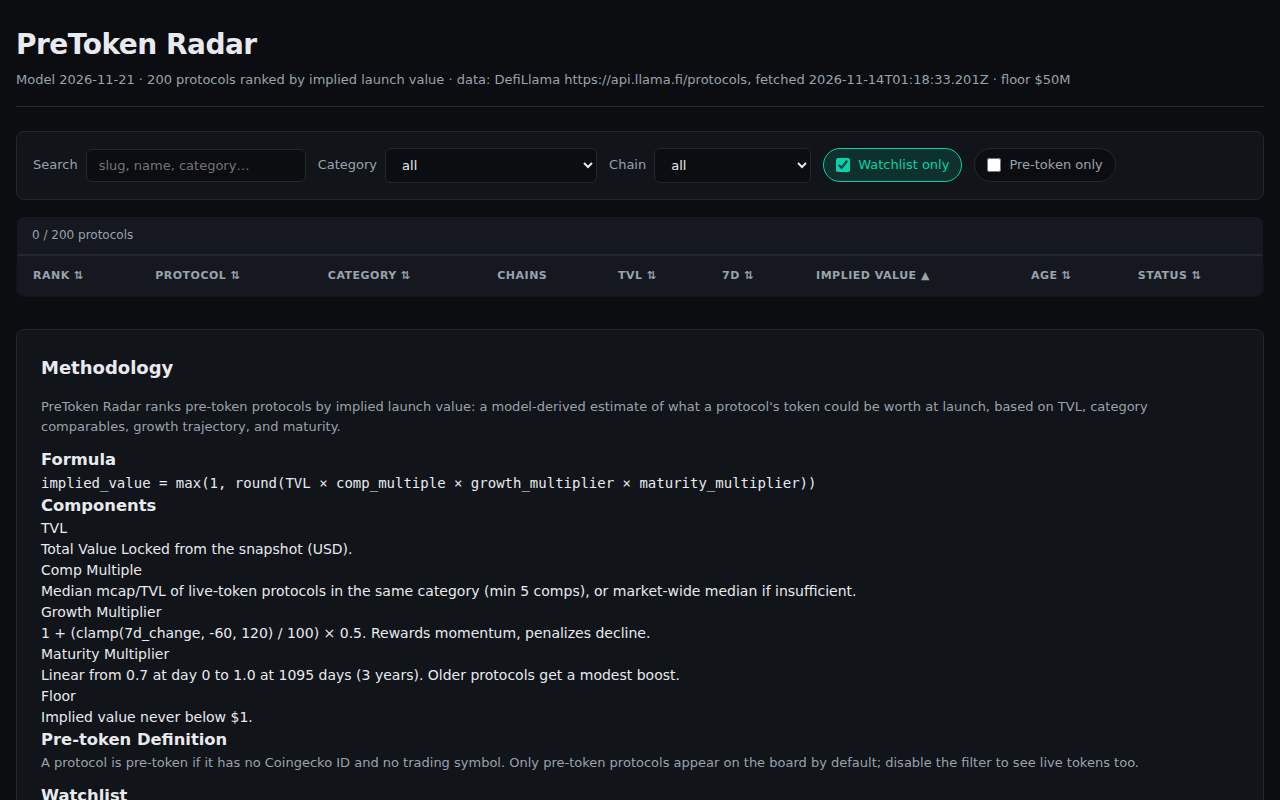 PreToken Radar
Model 2026-11-21 · 200 protocols ranked by implied launch value · data: DefiLlama https://api.llama.fi/protocols, fetched 2026-11-14T01:18:33.201Z · floor $50M
Search slug, name, category... Category all Chain all Watchlist only Pre-token only
0 / 200 protocols
RANK ⇅ PROTOCOL ⇅ CATEGORY ⇅ CHAINS TVL ⇅ 7D ⇅ IMPLIED VALUE ▲ AGE ⇅ STATUS ⇅
Methodology
PreToken Radar ranks pre-token protocols by implied launch value: a model-derived estimate of what a protocol's token could be worth at launch, based on TVL, category
comparables, growth trajectory, and maturity.
Formula
implied_value = max(1, round(TVL × comp_multiple × growth_multiplier × maturity_multiplier))
Components
TVL
Total Value Locked from the snapshot (USD).
Comp Multiple
Median mcap/TVL of live-token protocols in the same category (min 5 comps), or market-wide median if insufficient.
Growth Multiplier
1 + (clamp(7d_change, -60, 120) / 100) × 0.5. Rewards momentum, penalizes decline.
Maturity Multiplier
Linear from 0.7 at day 0 to 1.0 at 1095 days (3 years). Older protocols get a modest boost.
Floor
Implied value never below $1.
Pre-token Definition
A protocol is pre-token if it has no Coingecko ID and no trading symbol. Only pre-token protocols appear on the board by default; disable the filter to see live tokens too.
Watchlist